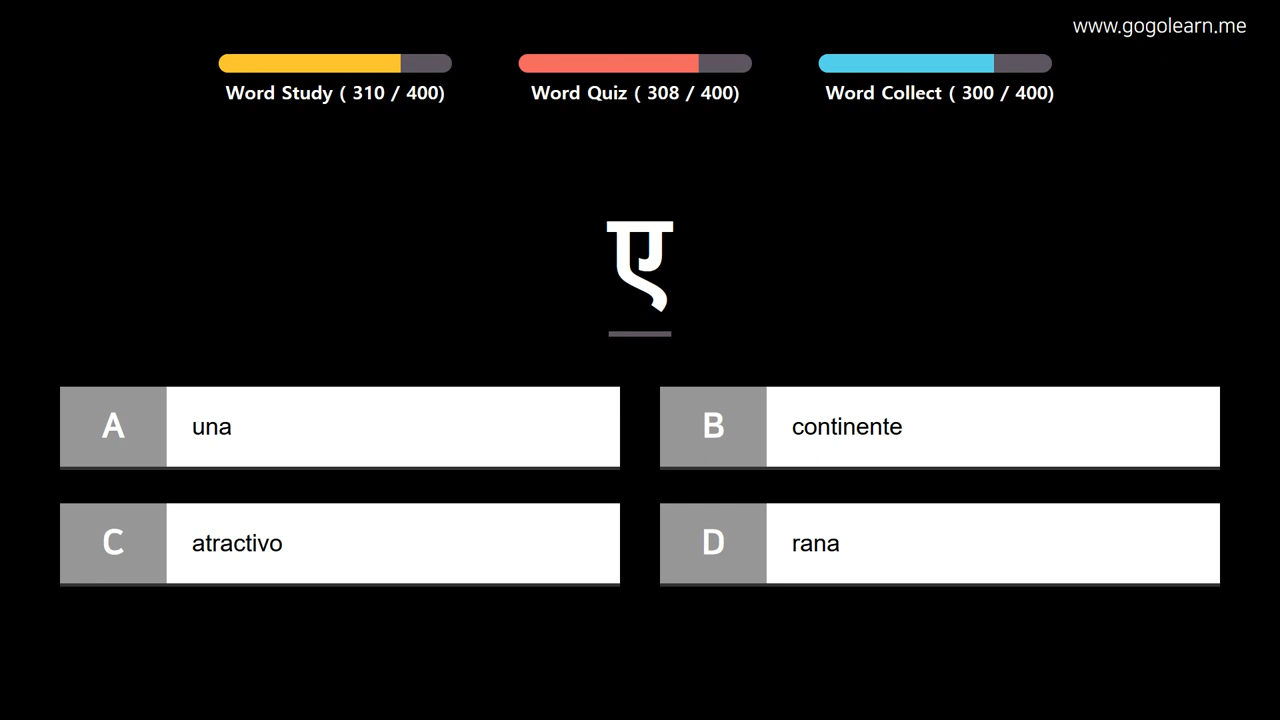 www.gogolearn.me
Word Study ( 310 / 400)
Word Quiz ( 308 / 400)
Word Collect ( 300 / 400)
ए
A una
B continente
C atractivo
D rana